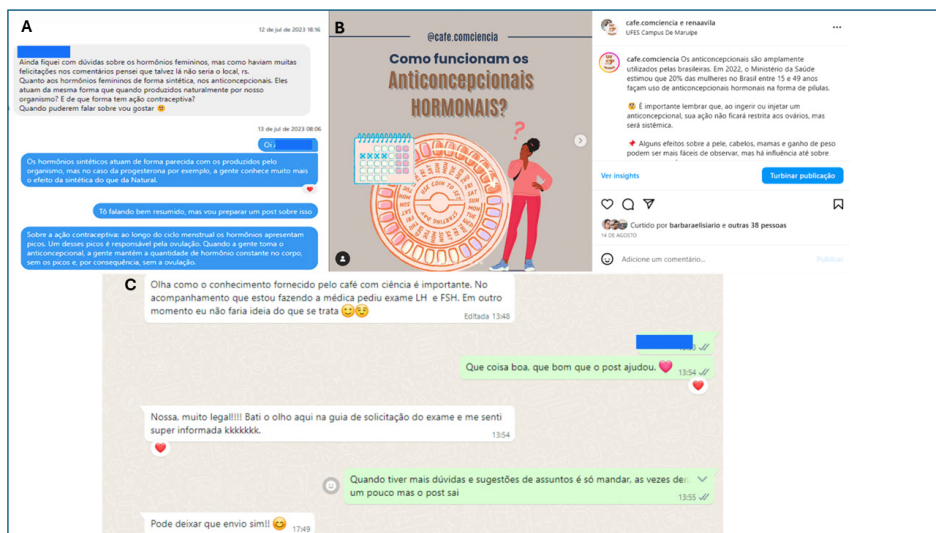 A
12 de jul de 2023 18:16
Ainda fiquei com dúvidas sobre os hormônios femininos, mas como haviam muitas
felicitações nos comentários pensei que talvez lá não seria o local, rs.
Quanto aos hormônios femininos de forma sintética, nos anticoncepcionais. Eles
atuam da mesma forma que quando produzidos naturalmente por nosso
organismo? E de que forma tem ação contraceptiva?
Quando puderem falar sobre vou gostar
13 de jul de 2023 08:06
Oi
Os hormônios sintéticos atuam de forma parecida com os produzidos pelo
organismo, mas no caso da progesterona por exemplo, a gente conhece muito mais
o efeito da sintética do que da Natural.
Tô falando bem resumido, mas vou preparar um post sobre isso
Sobre a ação contraceptiva: ao longo do ciclo menstrual os hormônios apresentam
picos. Um desses picos é responsável pela ovulação. Quando a gente toma o
anticoncepcional, a gente mantém a quantidade de hormônio constante no corpo,
sem os picos e, por consequência, sem a ovulação.
B
@cafe.comciencia
Como funcionam os
Anticoncepcionais
HORMONAIS?
USE COIN TO SET
STARTING DAY
cafe.comciencia e renaavila
UFES Campus De Maruipe
cafe.comciencia Os anticoncepcionais são amplamente
utilizados pelas brasileiras. Em 2022, o Ministério da Saúde
estimou que 20% das mulheres no Brasil entre 15 e 49 anos
façam uso de anticoncepcionais hormonais na forma de pílulas.
É importante lembrar que, ao ingerir ou injetar um
anticoncepcional, sua ação não ficará restrita aos ovários, mas
será sistêmica.
Alguns efeitos sobre a pele, cabelos, mamas e ganho de peso
podem ser mais fáceis de observar, mas há influência até sobre
Ver insights
Turbinar publicação
Curtido por barbaraelisiario e outras 38 pessoas
14 DE AGOSTO
Adicione um comentário...
Publicar
C
Olha como o conhecimento fornecido pelo café com ciência é importante. No
acompanhamento que estou fazendo a médica pediu exame LH e FSH. Em outro
momento eu não faria ideia do que se trata
Editada 13:48
Que coisa boa, que bom que o post ajudou.
13:54
Nossa, muito legal!!!! Bati o olho aqui na guia de solicitação do exame e me senti
super informada kkkkkkk.
13:54
Quando tiver mais dúvidas e sugestões de assuntos é só mandar, as vezes
um pouco mas o post sai
13:55
Pode deixar que envio sim!!
17:49